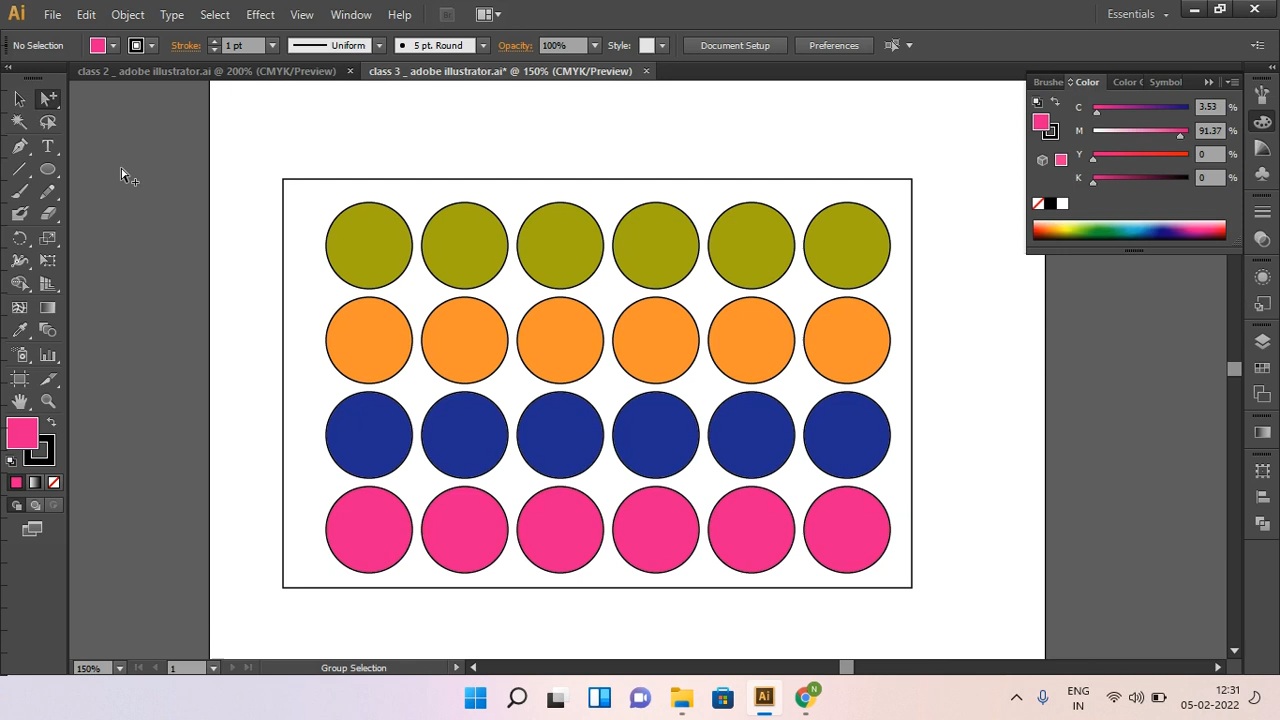 Ai File Edit Object Type Select Effect View Window Help Essentials
No Selection Stroke: 1 pt Uniform 5 pt. Round Opacity: 100% Style: Document Setup Preferences
class 2 _ adobe illustrator.ai @ 200% (CMYK/Preview) class 3 _ adobe illustrator.ai* @ 150% (CMYK/Preview)
Brushe Color Color Symbol
C 3.53 %
M 91.37 %
Y 0 %
K 0 %
150% 1 Group Selection
Ai N
ENG
IN
12:31
05-02-2022